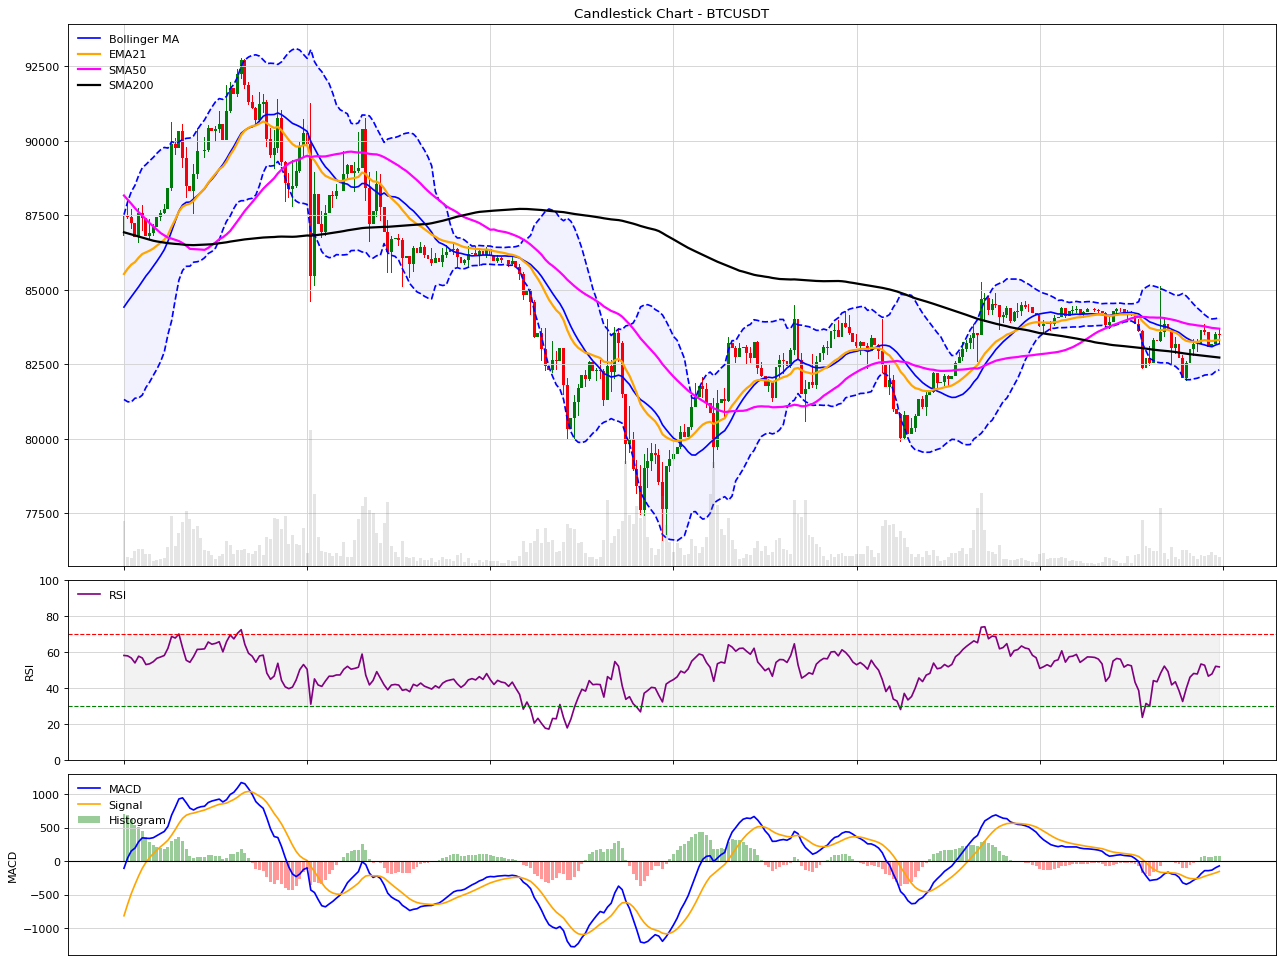 Candlestick Chart - BTCUSDT
Bollinger MA
EMA21
SMA50
SMA200
92500
90000
87500
85000
82500
80000
77500
RSI
100
80
60
40
20
0
RSI
MACD
Signal
Histogram
1000
500
0
−500
−1000
MACD